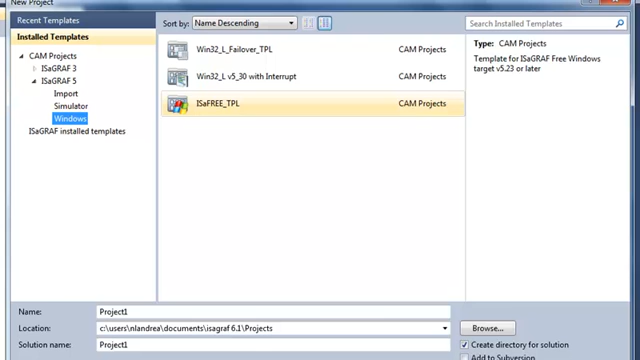 New Project
Recent Templates
Installed Templates
CAM Projects
ISaGRAF 3
ISaGRAF 5
Import
Simulator
Windows
ISaGRAF installed templates
Sort by: Name Descending
Win32_L_Failover_TPL CAM Projects
Win32_L v5_30 with Interrupt CAM Projects
ISaFREE_TPL CAM Projects
Search Installed Templates
Type: CAM Projects
Template for ISaGRAF Free Windows
target v5.23 or later
Name: Project1
Location: c:\users\nlandrea\documents\isagraf 6.1\Projects Browse...
Solution name: Project1 Create directory for solution
Add to Subversion